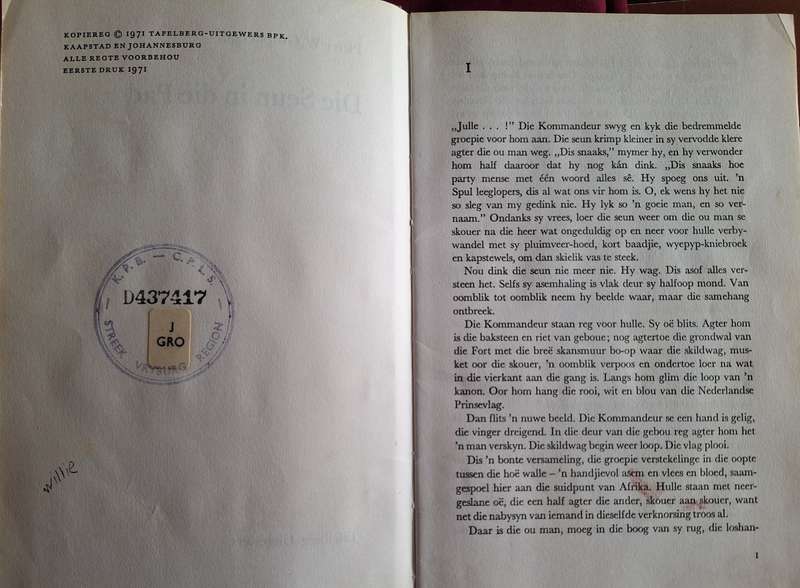 KOPIEREG © 1971 TAFELBERG-UITGEWERS BPK.
KAAPSTAD EN JOHANNESBURG
ALLE REGTE VOORBEHOU
EERSTE DRUK 1971
K.P.B. — C.P.L.S.
D437417
J
GRO
STREEK VRYBURG REGION
Willie
I
„Julle . . . !” Die Kommandeur swyg en kyk die bedremmelde
groepie voor hom aan. Die seun krimp kleiner in sy vervodde klere
agter die ou man weg. „Dis snaaks,” mymer hy, en hy verwonder
hom half daaroor dat hy nog kán dink. „Dis snaaks hoe
party mense met één woord alles sê. Hy spoeg ons uit. ’n
Spul leeglopers, dis al wat ons vir hom is. O, ek wens hy het nie
so sleg van my gedink nie. Hy lyk so ’n goeie man, en so ver-
naam.” Ondanks sy vrees, loer die seun weer om die ou man se
skouer na die heer wat ongeduldig op en neer voor hulle verby-
wandel met sy pluimveer-hoed, kort baadjie, wyepyp-kniebroek
en kapstewels, om dan skielik vas te steek.
Nou dink die seun nie meer nie. Hy wag. Dis asof alles ver-
steen het. Selfs sy asemhaling is vlak deur sy halfoop mond. Van
oomblik tot oomblik neem hy beelde waar, maar die samehang
ontbreek.
Die Kommandeur staan reg voor hulle. Sy oë blits. Agter hom
is die baksteen en riet van geboue; nog agtertoe die grondwal van
die Fort met die breë skansmuur bo-op waar die skildwag, mus-
ket oor die skouer, ’n oomblik verpoos en ondertoe loer na wat
in die vierkant aan die gang is. Langs hom glim die loop van ’n
kanon. Oor hom hang die rooi, wit en blou van die Nederlandse
Prinsevlag.
Dan flits ’n nuwe beeld. Die Kommandeur se een hand is gelig,
die vinger dreigend. In die deur van die gebou reg agter hom het
’n man verskyn. Die skildwag begin weer loop. Die vlag plooi.
Dis ’n bonte versameling, die groepie verstekelinge in die oopte
tussen die hoë walle – ’n handjievol asem en vlees en bloed, saam-
gespoel hier aan die suidpunt van Afrika. Hulle staan met neer-
geslane oë, die een half agter die ander, skouer aan skouer, want
net die nabysyn van iemand in dieselfde verknorsing troos al.
Daar is die ou man, moeg in die boog van sy rug, die loshan-
I